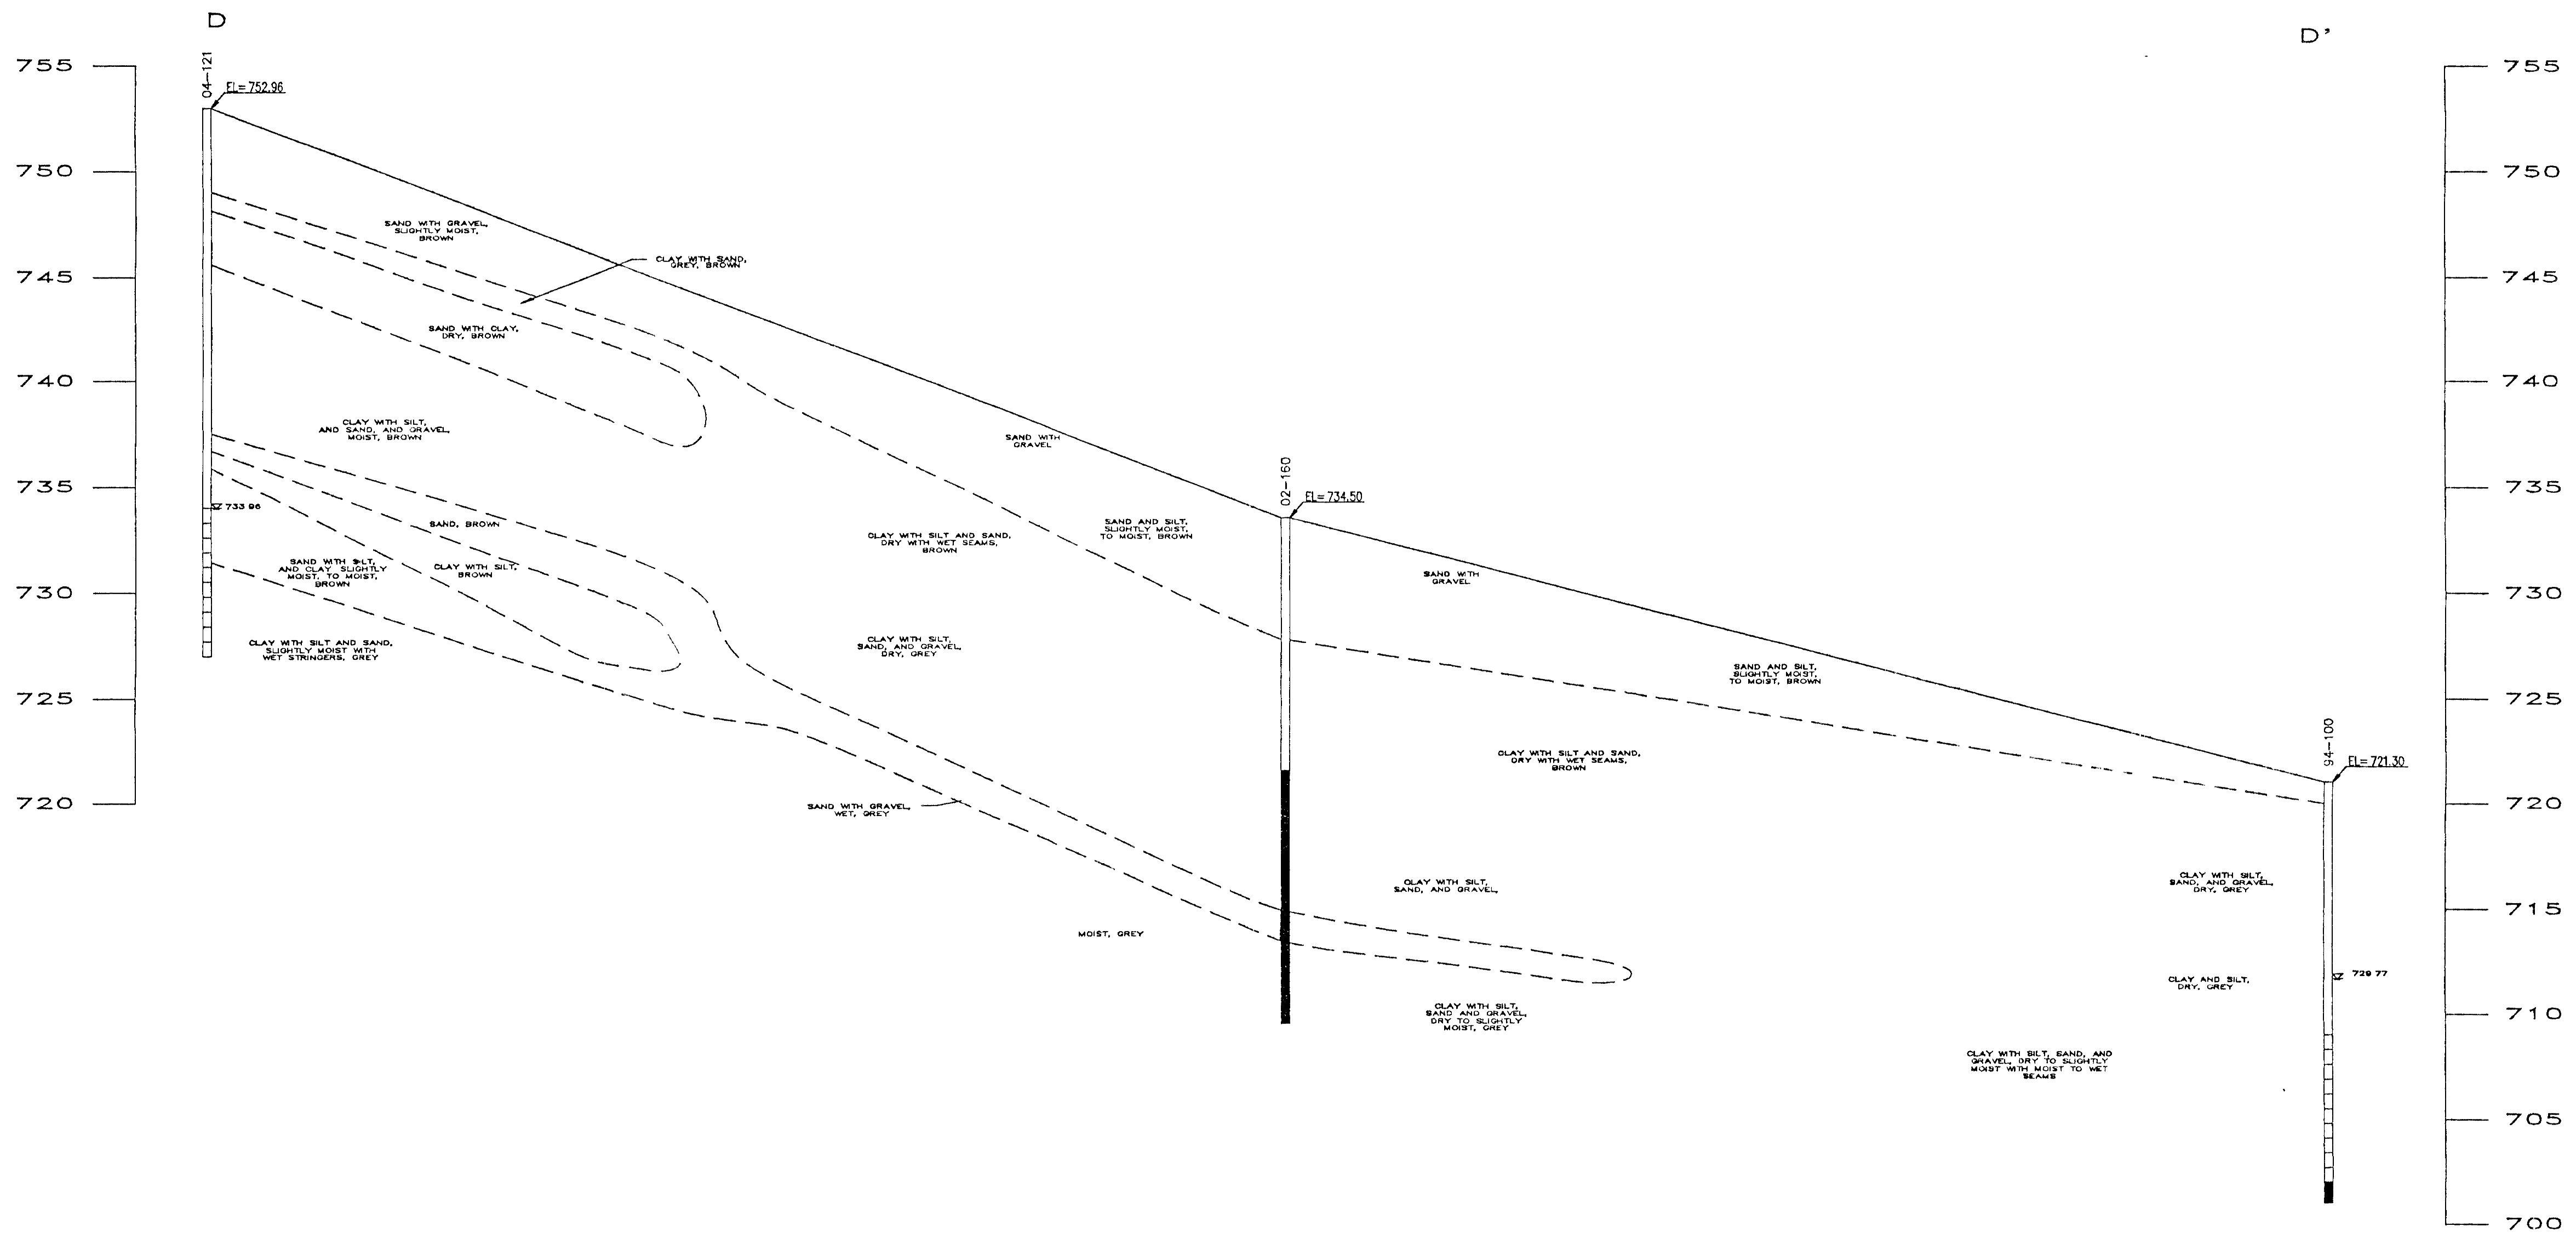 D
D'
755
750
745
740
735
730
725
720
04-121
EL= 752.96
SAND WITH GRAVEL,
SLIGHTLY MOIST,
BROWN
CLAY WITH SAND,
GREY, BROWN
SAND WITH CLAY,
DRY, BROWN
CLAY WITH SILT,
AND SAND, AND GRAVEL,
MOIST, BROWN
733 96
SAND, BROWN
SAND WITH SILT,
AND CLAY SLIGHTLY
MOIST, TO MOIST,
BROWN
CLAY WITH SILT,
BROWN
CLAY WITH SILT AND SAND,
SLIGHTLY MOIST WITH
WET STRINGERS, GREY
SAND WITH
GRAVEL
CLAY WITH SILT AND SAND,
DRY WITH WET SEAMS,
BROWN
SAND AND SILT,
SLIGHTLY MOIST,
TO MOIST, BROWN
CLAY WITH SILT,
SAND, AND GRAVEL,
DRY, GREY
SAND WITH GRAVEL,
WET, GREY
MOIST, GREY
02-160
EL= 734.50
SAND WITH
GRAVEL
SAND AND SILT,
SLIGHTLY MOIST,
TO MOIST, BROWN
CLAY WITH SILT AND SAND,
DRY WITH WET SEAMS,
BROWN
CLAY WITH SILT,
SAND, AND GRAVEL,
CLAY WITH SILT,
SAND AND GRAVEL,
DRY TO SLIGHTLY
MOIST, GREY
94-100
EL= 721.30
CLAY WITH SILT,
SAND, AND GRAVEL,
DRY, GREY
CLAY AND SILT,
DRY, GREY
729 77
CLAY WITH SILT, SAND, AND
GRAVEL, DRY TO SLIGHTLY
MOIST WITH MOIST TO WET
SEAMS
755
750
745
740
735
730
725
720
715
710
705
700